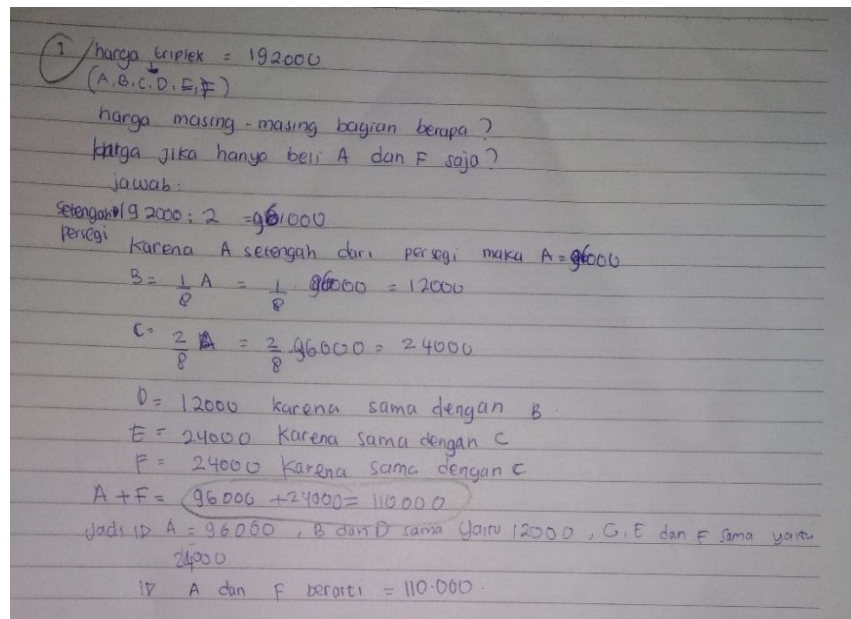 1 harga triplek = 192000
(A, B, C, D, E, F)
harga masing - masing bagian berapa?
harga jika hanya beli A dan F saja?
jawab:
Setengah 192000 : 2 = 96000
persegi
karena A setengah dari persegi maka A = 96000
B = 1/8 A = 1/8 . 96000 = 12000
C = 2/8 A = 2/8 . 96000 = 24000
D = 12000 karena sama dengan B.
E = 24000 karena sama dengan C
F = 24000 karena sama dengan C
A + F = 96000 + 24000 = 110000
Jadi 1) A = 96000, B dan D sama yaitu 12000, C, E dan F sama yaitu
24000
A dan F berarti = 110.000.